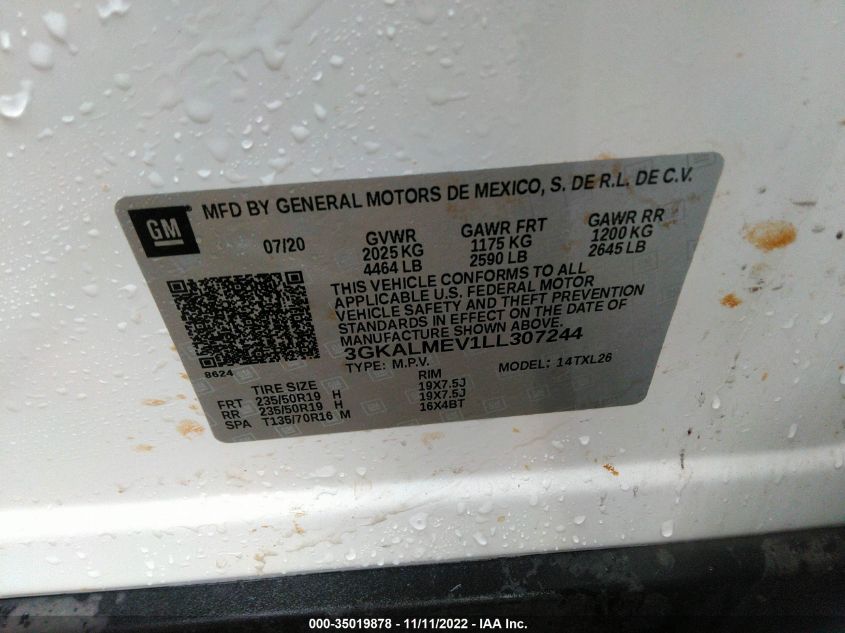 GM
MFD BY GENERAL MOTORS DE MEXICO, S. DE R.L. DE C.V.
07/20 GVWR GAWR FRT GAWR RR
2025 KG 1175 KG 1200 KG
4464 LB 2590 LB 2645 LB
THIS VEHICLE CONFORMS TO ALL
APPLICABLE U.S. FEDERAL MOTOR
VEHICLE SAFETY AND THEFT PREVENTION
STANDARDS IN EFFECT ON THE DATE OF
MANUFACTURE SHOWN ABOVE.
3GKALMEV1LL307244
8624 TYPE: M.P.V. MODEL: 14TXL26
TIRE SIZE RIM
FRT 235/50R19 H 19X7.5J
RR 235/50R19 H 19X7.5J
SPA T135/70R16 M 16X4BT
000-35019878 - 11/11/2022 - IAA Inc.